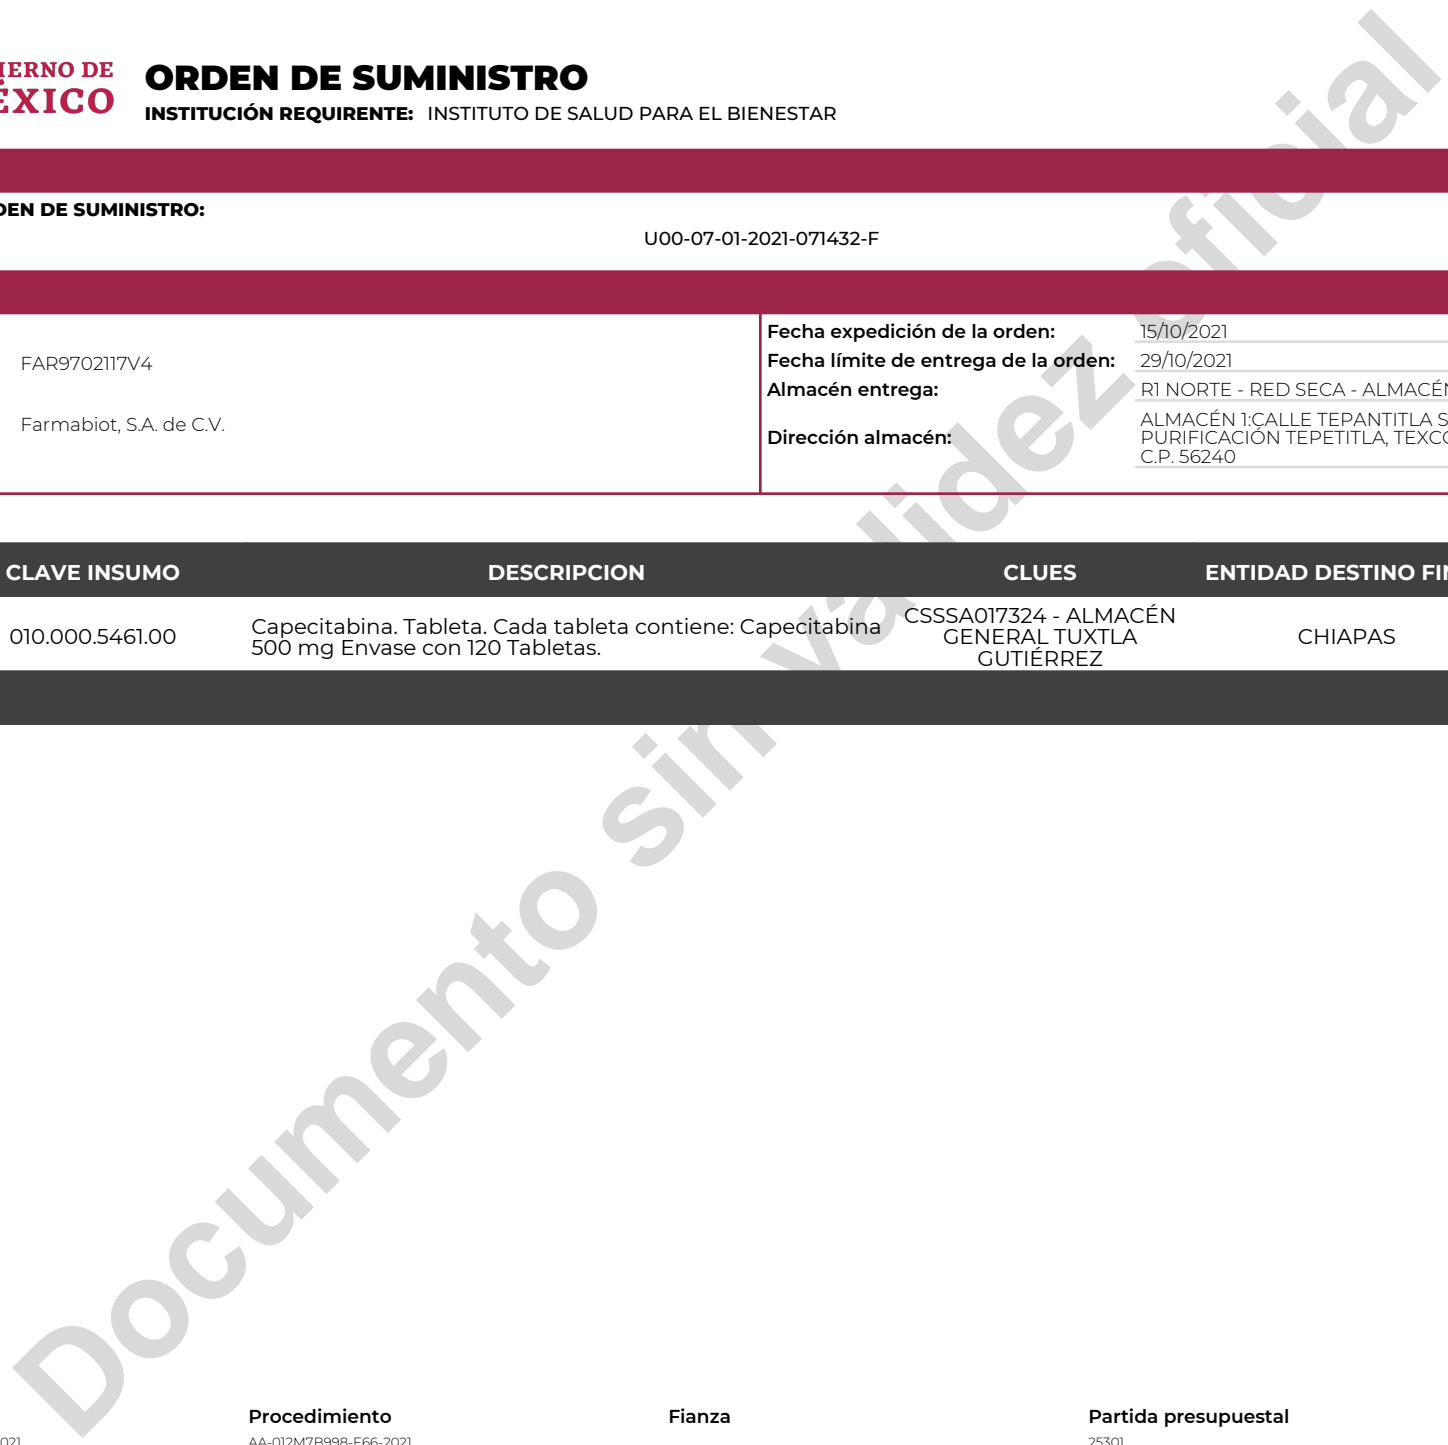 IERNO DE
ÉXICO
ORDEN DE SUMINISTRO
INSTITUCIÓN REQUIRENTE: INSTITUTO DE SALUD PARA EL BIENESTAR
DEN DE SUMINISTRO:
U00-07-01-2021-071432-F
FAR9702117V4
Farmabiot, S.A. de C.V.
Fecha expedición de la orden: 15/10/2021
Fecha límite de entrega de la orden: 29/10/2021
Almacén entrega: R1 NORTE - RED SECA - ALMACÉN
Dirección almacén: ALMACÉN 1:CALLE TEPANTITLA S
PURIFICACIÓN TEPETITLA, TEXCO
C.P. 56240
CLAVE INSUMO DESCRIPCION CLUES ENTIDAD DESTINO FIN
010.000.5461.00
Capecitabina. Tableta. Cada tableta contiene: Capecitabina
500 mg Envase con 120 Tabletas.
CSSSA017324 - ALMACÉN
GENERAL TUXTLA
GUTIÉRREZ
CHIAPAS
Documento sin validez oficial
Procedimiento Fianza Partida presupuestal
021 AA-012M7B998-E66-2021 25301